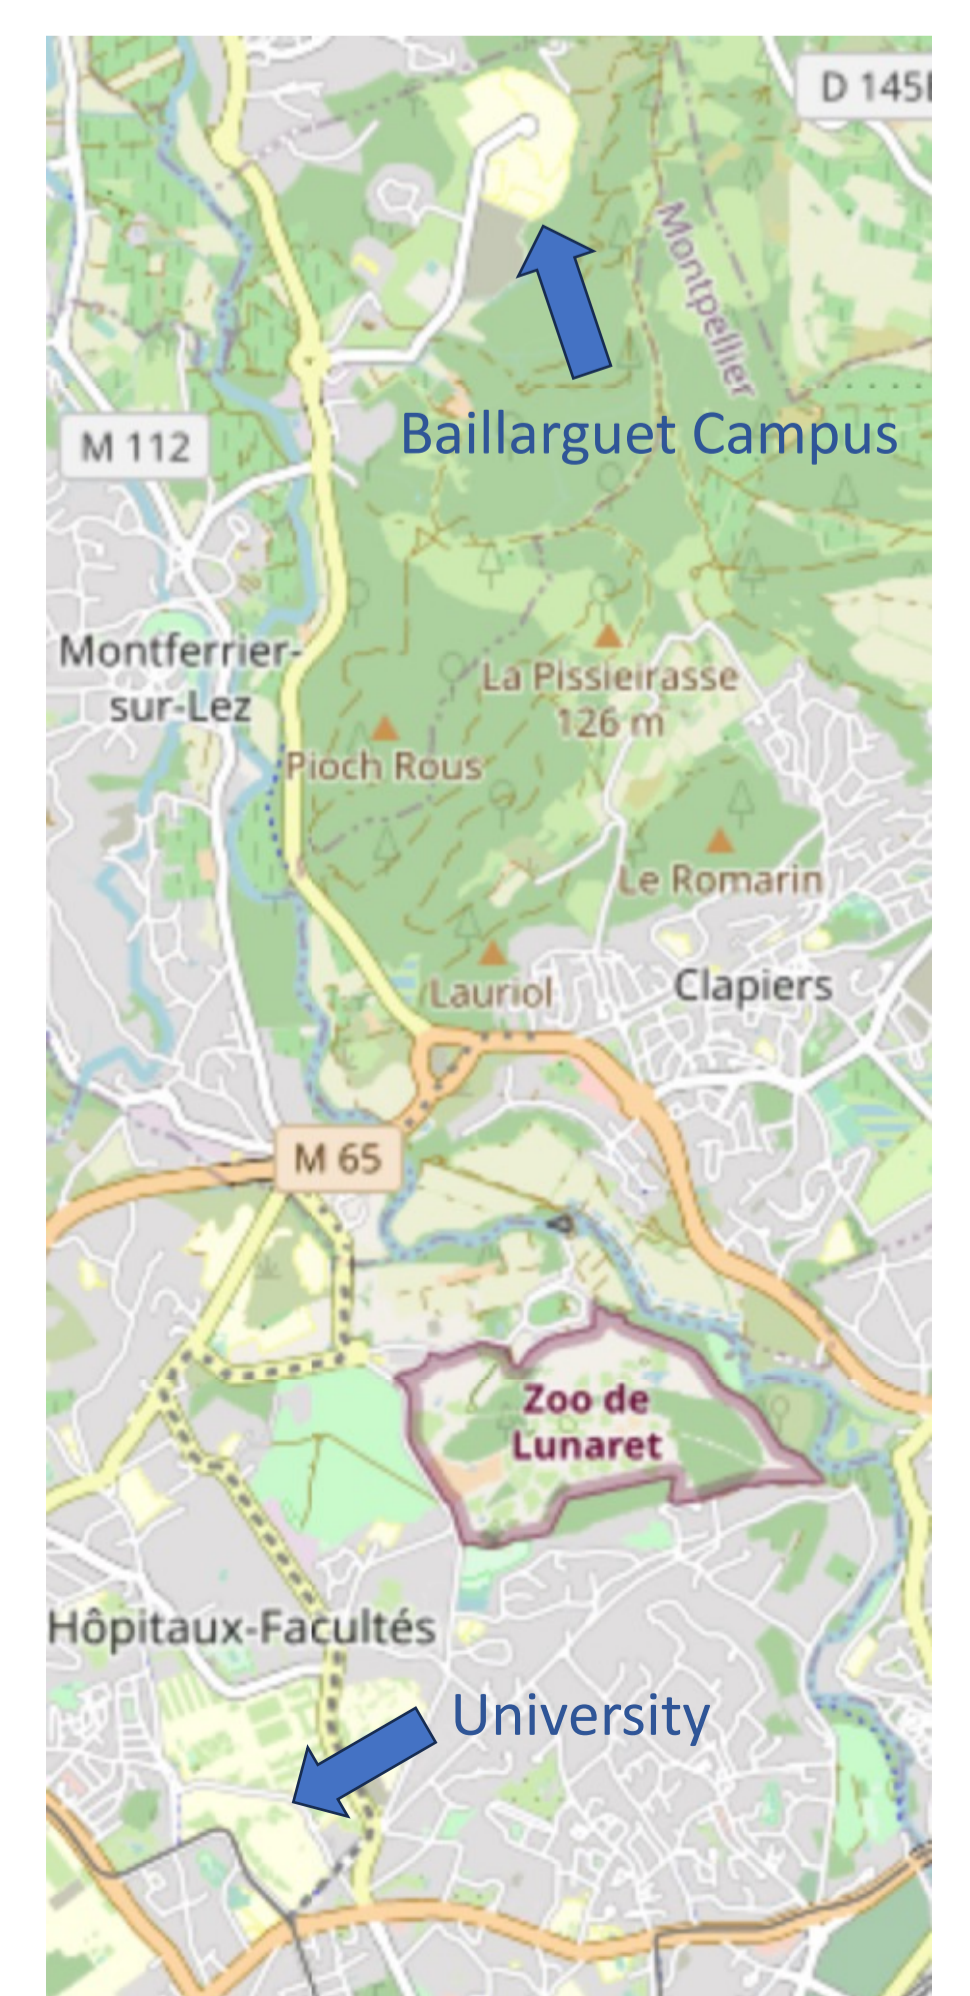 D 145E
Montpellier
Baillarguet Campus
M 112
Montferrier-
sur-Lez
La Pissieirasse
126 m
Pioch Rous
Le Romarin
Lauriol
Clapiers
M 65
Zoo de
Lunaret
Hôpitaux-Facultés
University